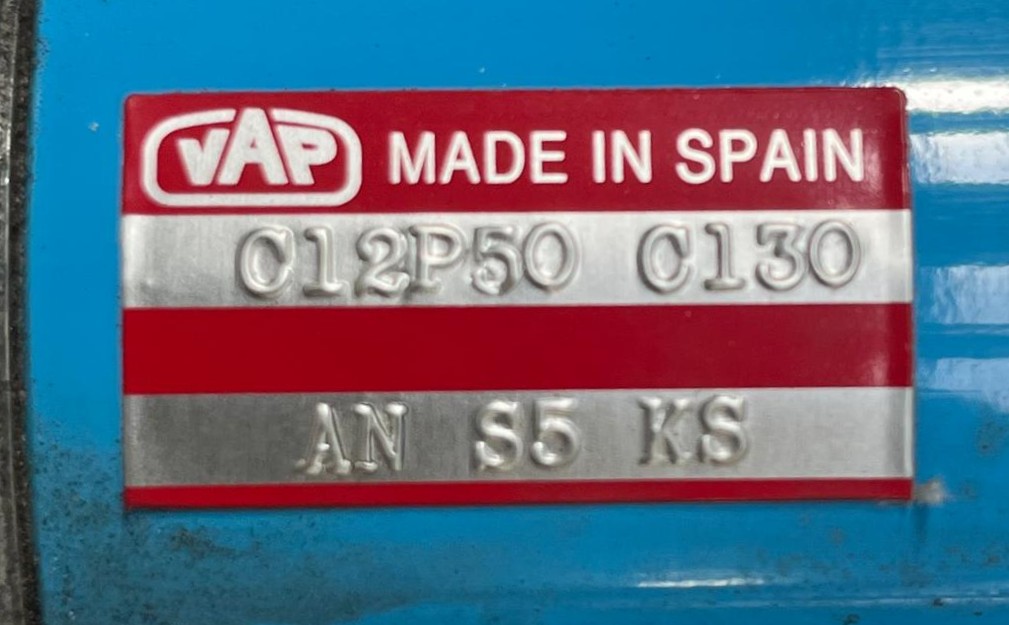 VAP MADE IN SPAIN
C12P50 C130
AN S5 KS